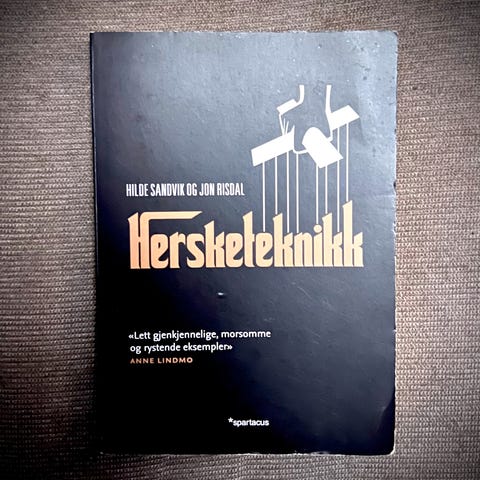 HILDE SANDVIK OG JON RISDAL
Hersketeknikk
«Lett gjenkjennelige, morsomme
og rystende eksempler»
ANNE LINDMO
*spartacus